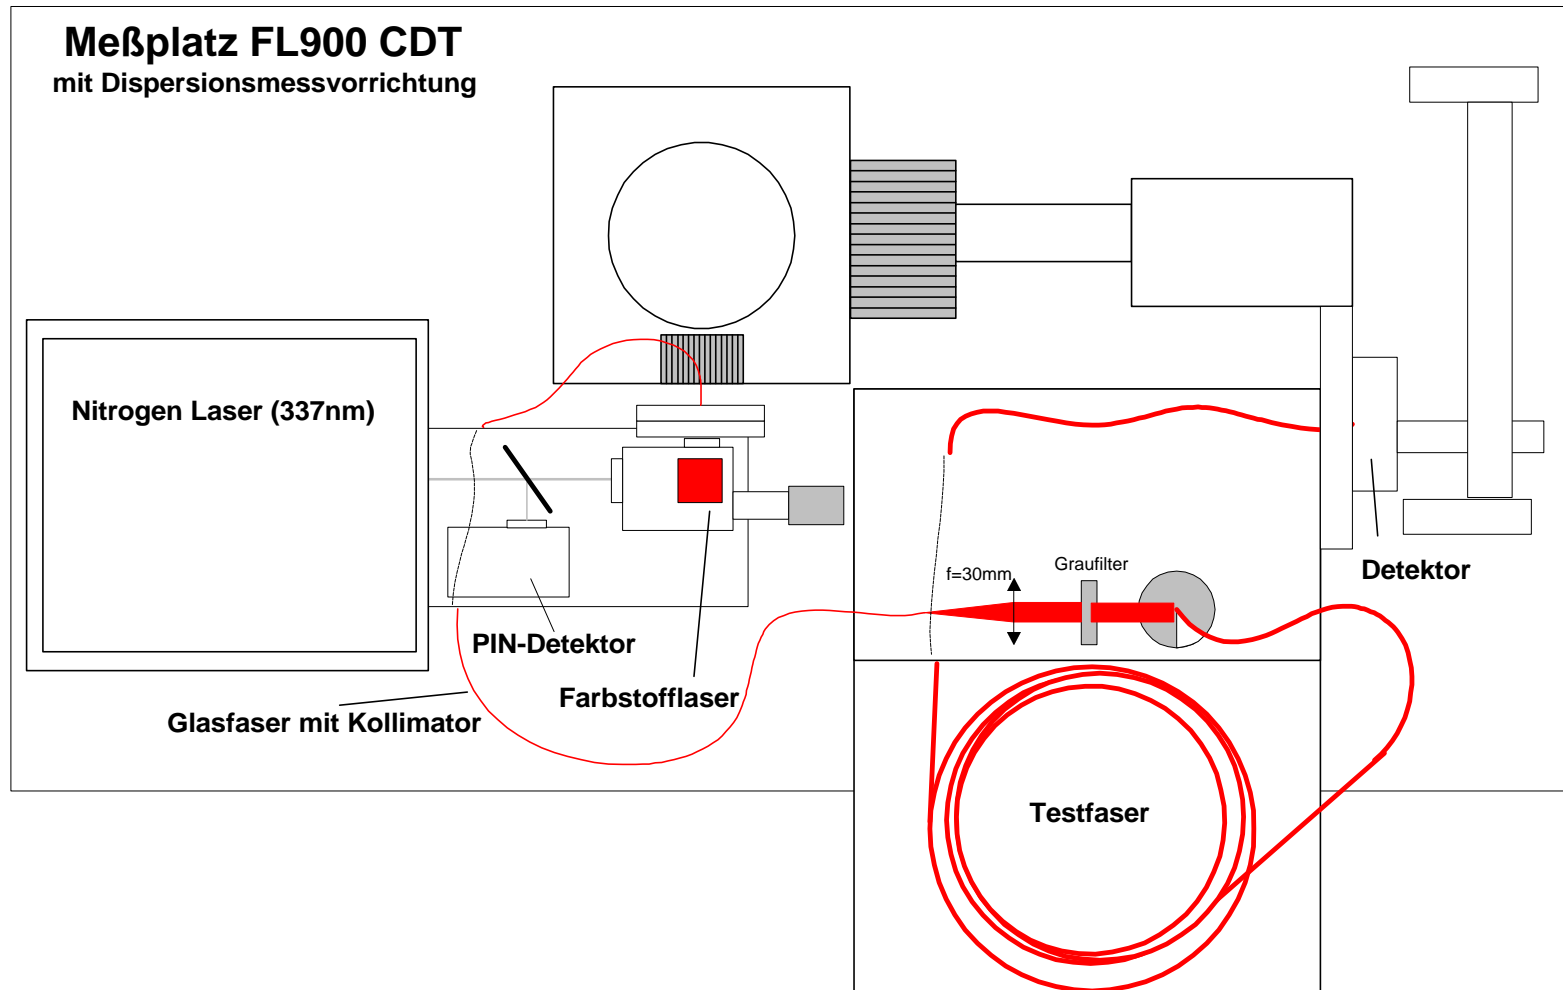 Meßplatz FL900 CDT
mit Dispersionsmessvorrichtung
Nitrogen Laser (337nm)
f=30mm
Graufilter
Detektor
PIN-Detektor
Farbstofflaser
Glasfaser mit Kollimator
Testfaser